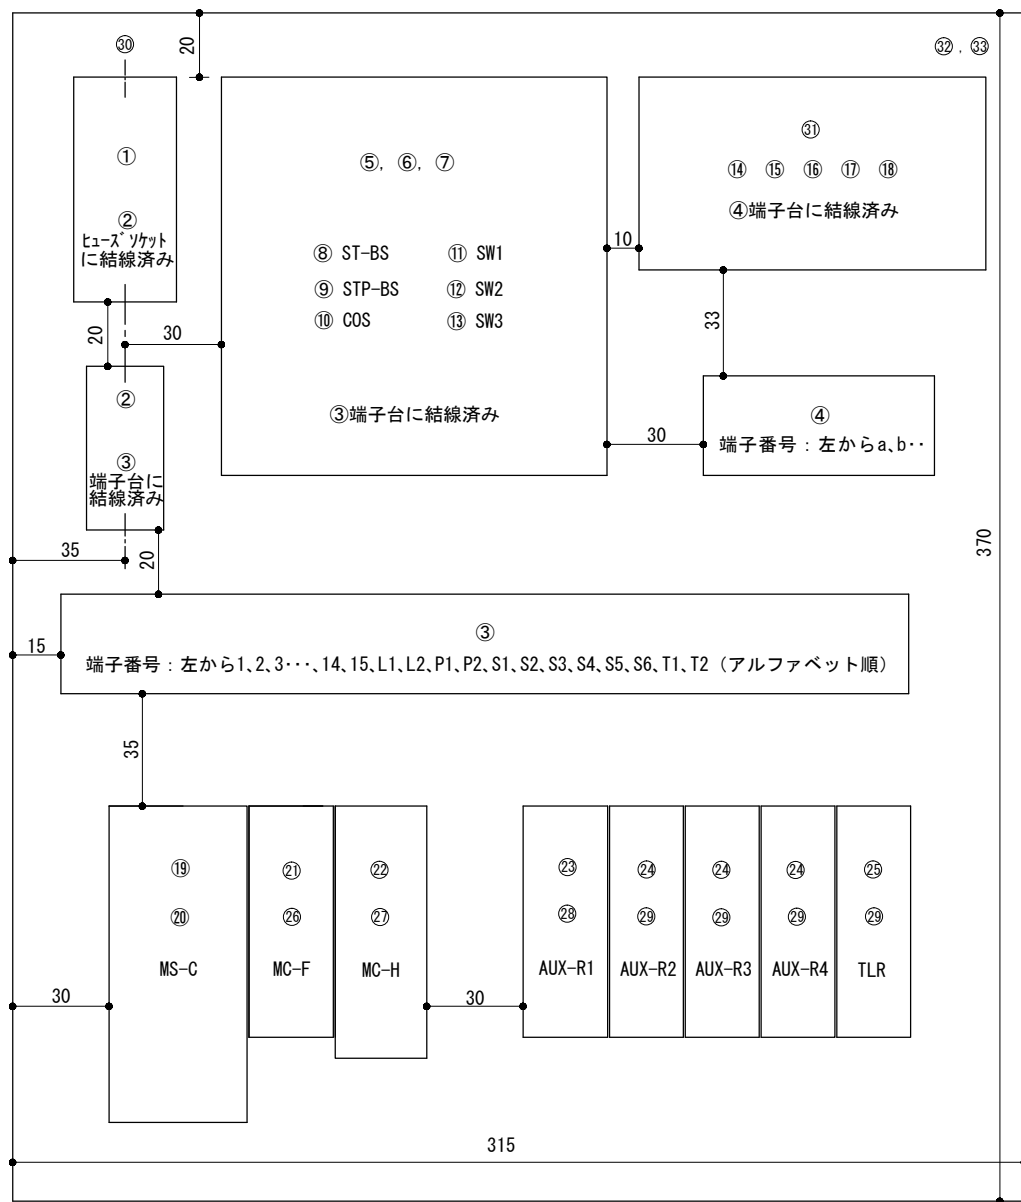 ㉚
20
㉜ . ㉝
①
②
ヒューズソケット
に結線済み
⑤, ⑥, ⑦
⑧ ST-BS
⑪ SW1
⑨ STP-BS
⑫ SW2
⑩ COS
⑬ SW3
③端子台に結線済み
㉛
⑭ ⑮ ⑯ ⑰ ⑱
④端子台に結線済み
10
20
30
33
②
③
端子台に
結線済み
30
④
端子番号：左からa、b‥
35
20
370
15
③
端子番号：左から1、2、3･･･、14、15、L1、L2、P1、P2、S1、S2、S3、S4、S5、S6、T1、T2（アルファベット順）
35
⑲
⑳
MS-C
㉑
㉖
MC-F
㉒
㉗
MC-H
㉓
㉘
AUX-R1
㉔
㉙
AUX-R2
㉔
㉙
AUX-R3
㉔
㉙
AUX-R4
㉕
㉙
TLR
30
30
315